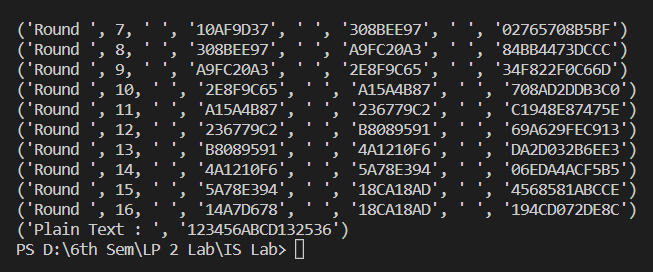 ('Round ', 7, ' ', '10AF9D37', ' ', '308BEE97', ' ', '02765708B5BF')
('Round ', 8, ' ', '308BEE97', ' ', 'A9FC20A3', ' ', '84BB4473DCCC')
('Round ', 9, ' ', 'A9FC20A3', ' ', '2E8F9C65', ' ', '34F822F0C66D')
('Round ', 10, ' ', '2E8F9C65', ' ', 'A15A4B87', ' ', '708AD2DDB3C0')
('Round ', 11, ' ', 'A15A4B87', ' ', '236779C2', ' ', 'C1948E87475E')
('Round ', 12, ' ', '236779C2', ' ', 'B8089591', ' ', '69A629FEC913')
('Round ', 13, ' ', 'B8089591', ' ', '4A1210F6', ' ', 'DA2D032B6EE3')
('Round ', 14, ' ', '4A1210F6', ' ', '5A78E394', ' ', '06EDA4ACF5B5')
('Round ', 15, ' ', '5A78E394', ' ', '18CA18AD', ' ', '4568581ABCCE')
('Round ', 16, ' ', '14A7D678', ' ', '18CA18AD', ' ', '194CD072DE8C')
('Plain Text : ', '123456ABCD132536')
PS D:\6th Sem\LP 2 Lab\IS Lab>